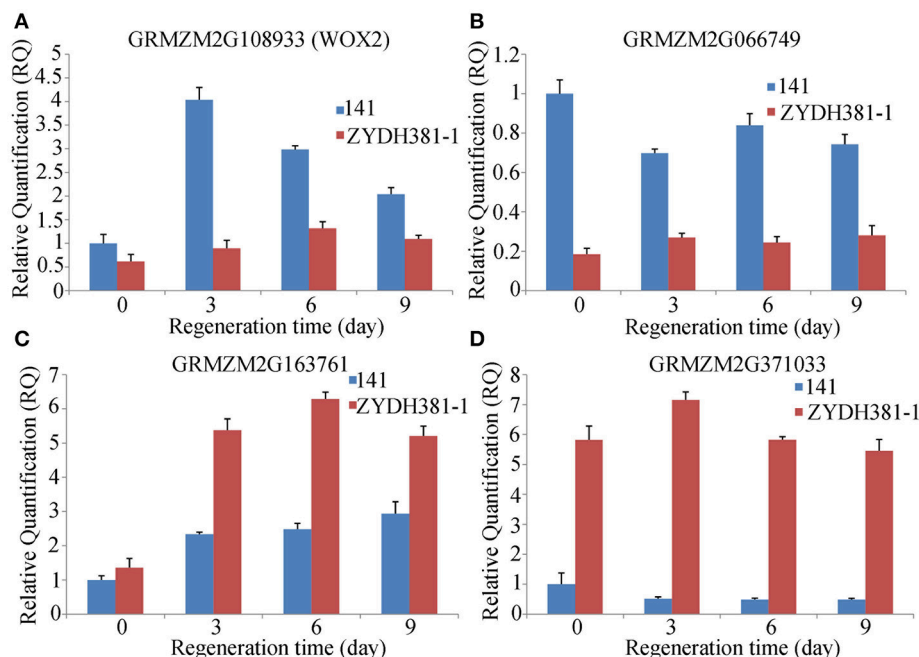 A
GRMZM2G108933 (WOX2)
Relative Quantification (RQ)
5
4.5
4
3.5
3
2.5
2
1.5
1
0.5
0
141
ZYDH381-1
0 3 6 9
Regeneration time (day)
B
GRMZM2G066749
Relative Quantification (RQ)
1.2
1
0.8
0.6
0.4
0.2
0
141
ZYDH381-1
0 3 6 9
Regeneration time (day)
C
GRMZM2G163761
Relative Quantification (RQ)
7
6
5
4
3
2
1
0
141
ZYDH381-1
0 3 6 9
Regeneration time (day)
D
GRMZM2G371033
Relative Quantification (RQ)
8
7
6
5
4
3
2
1
0
141
ZYDH381-1
0 3 6 9
Regeneration time (day)